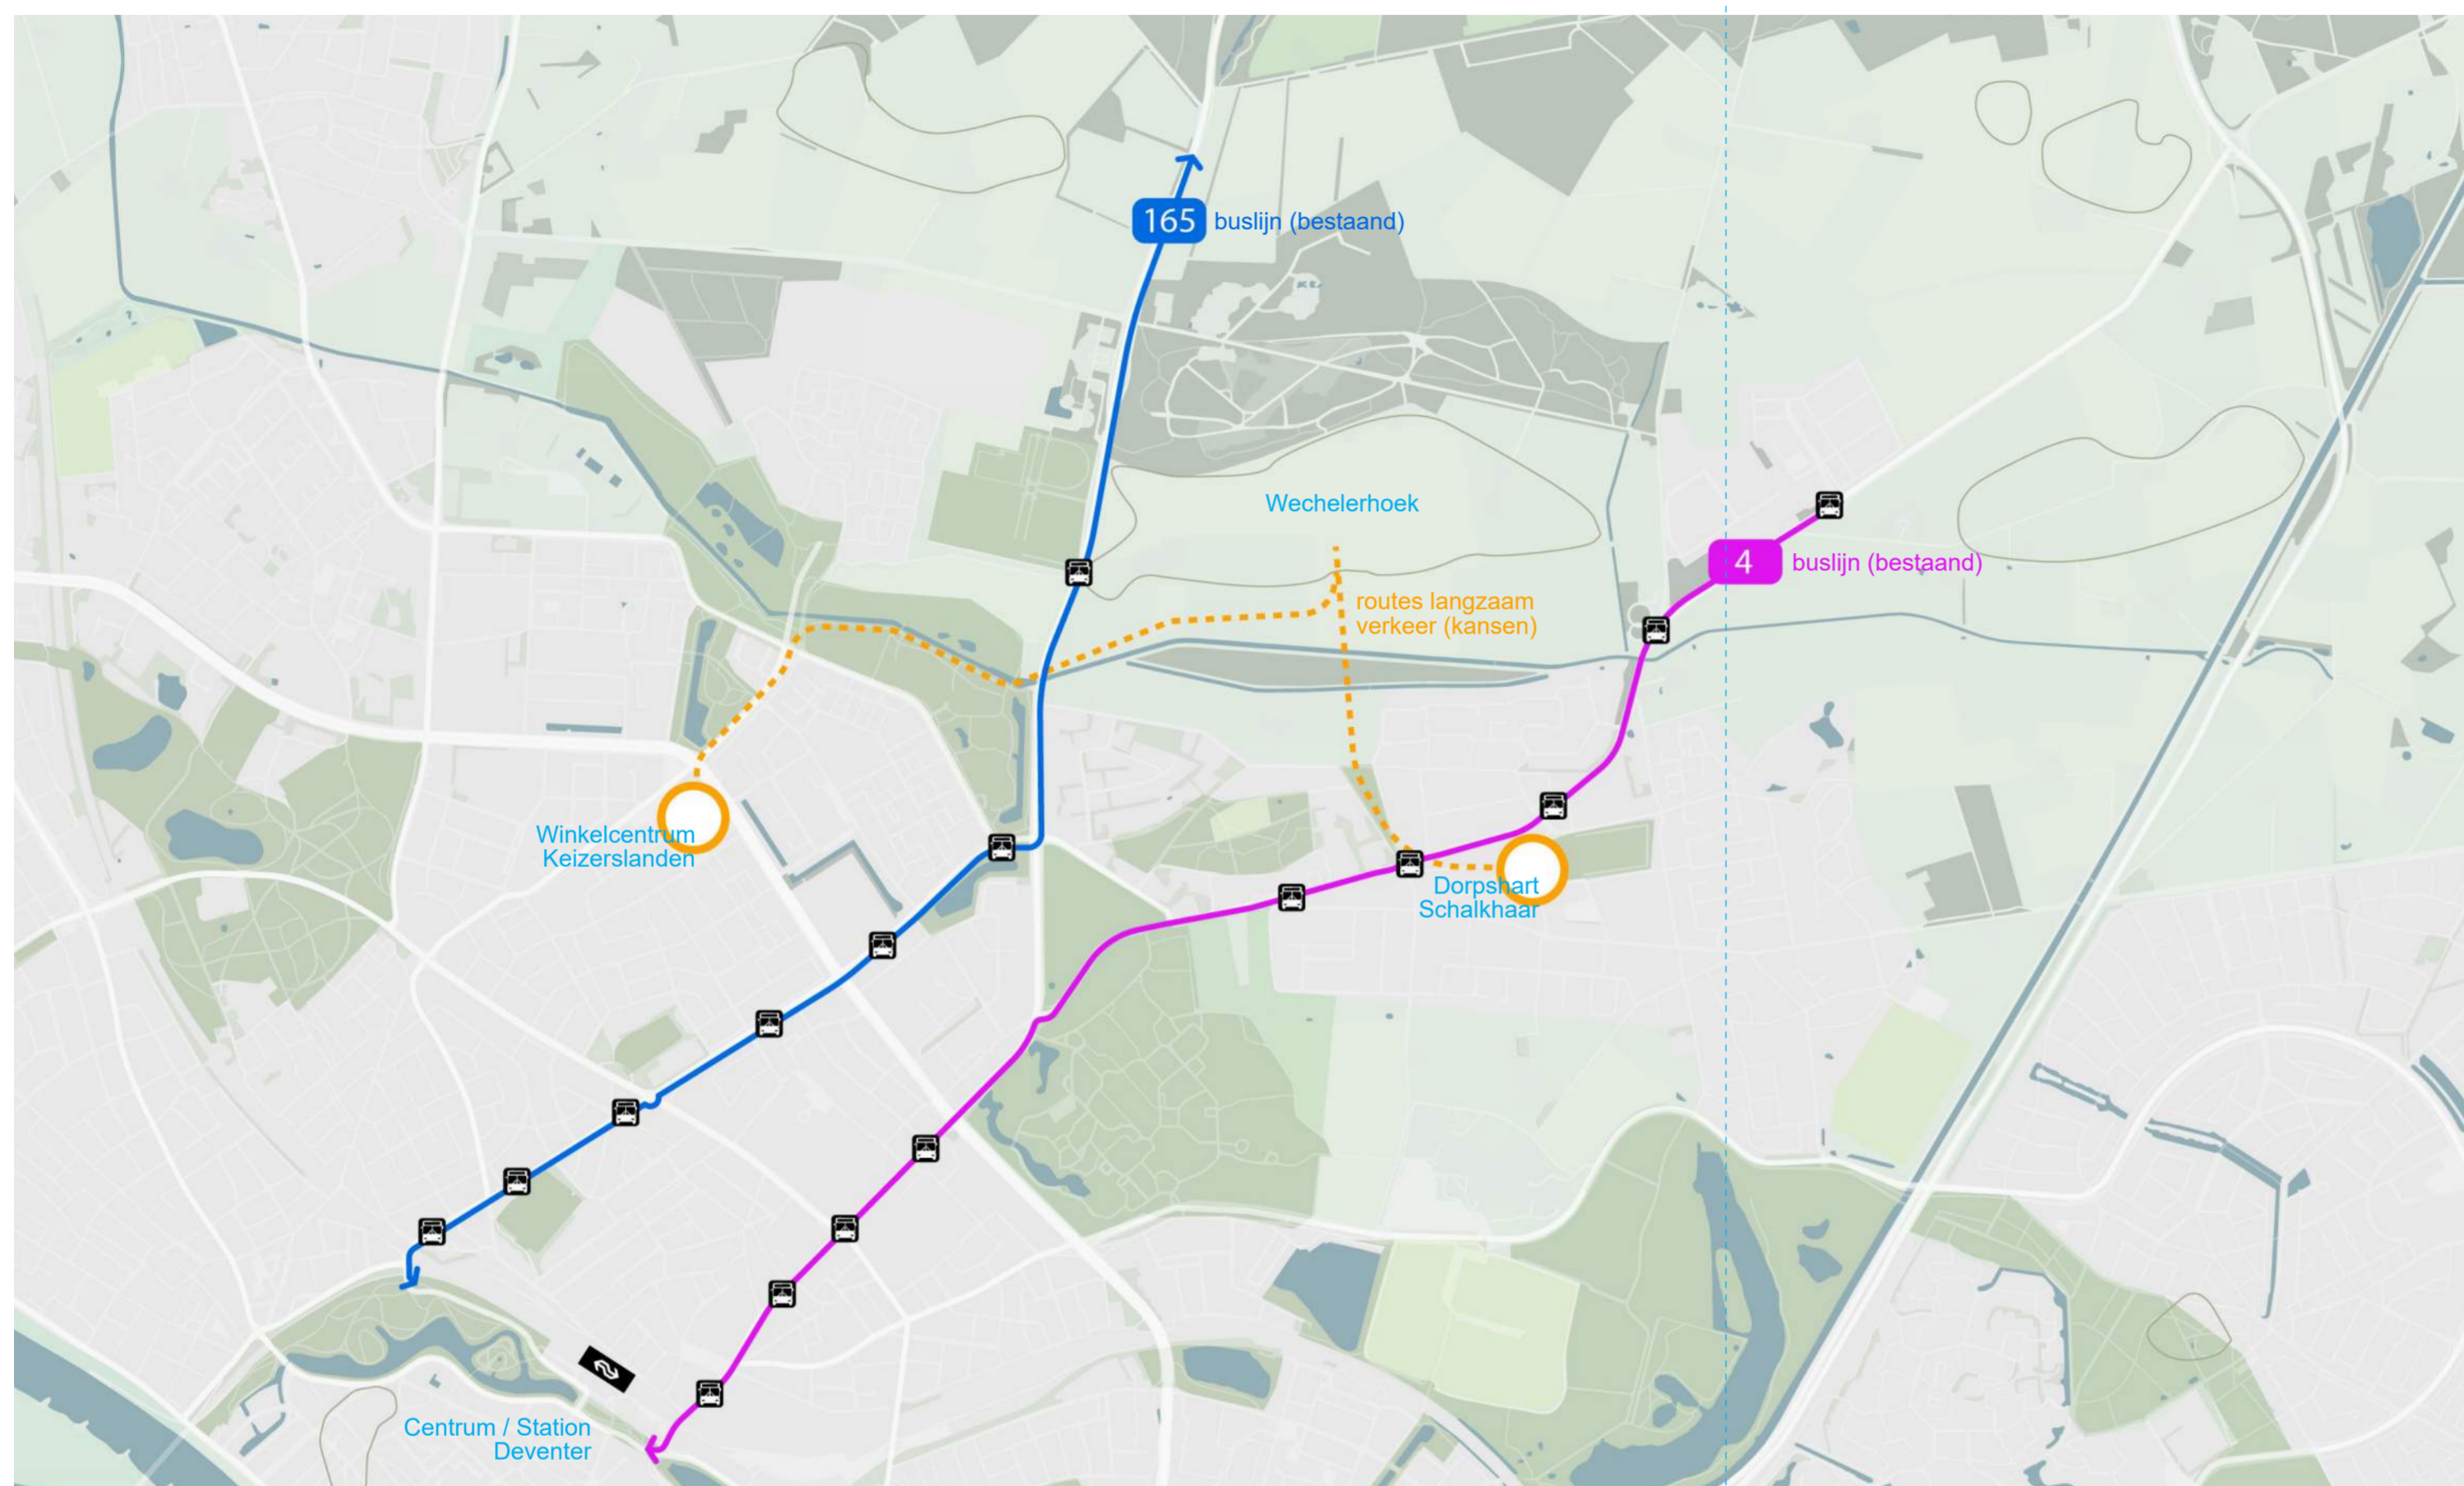 165 buslijn (bestaand)
Wechelerhoek
4 buslijn (bestaand)
routes langzaam
verkeer (kansen)
Winkelcentrum
Keizerslanden
Dorpshart
Schalkhaar
Centrum / Station
Deventer